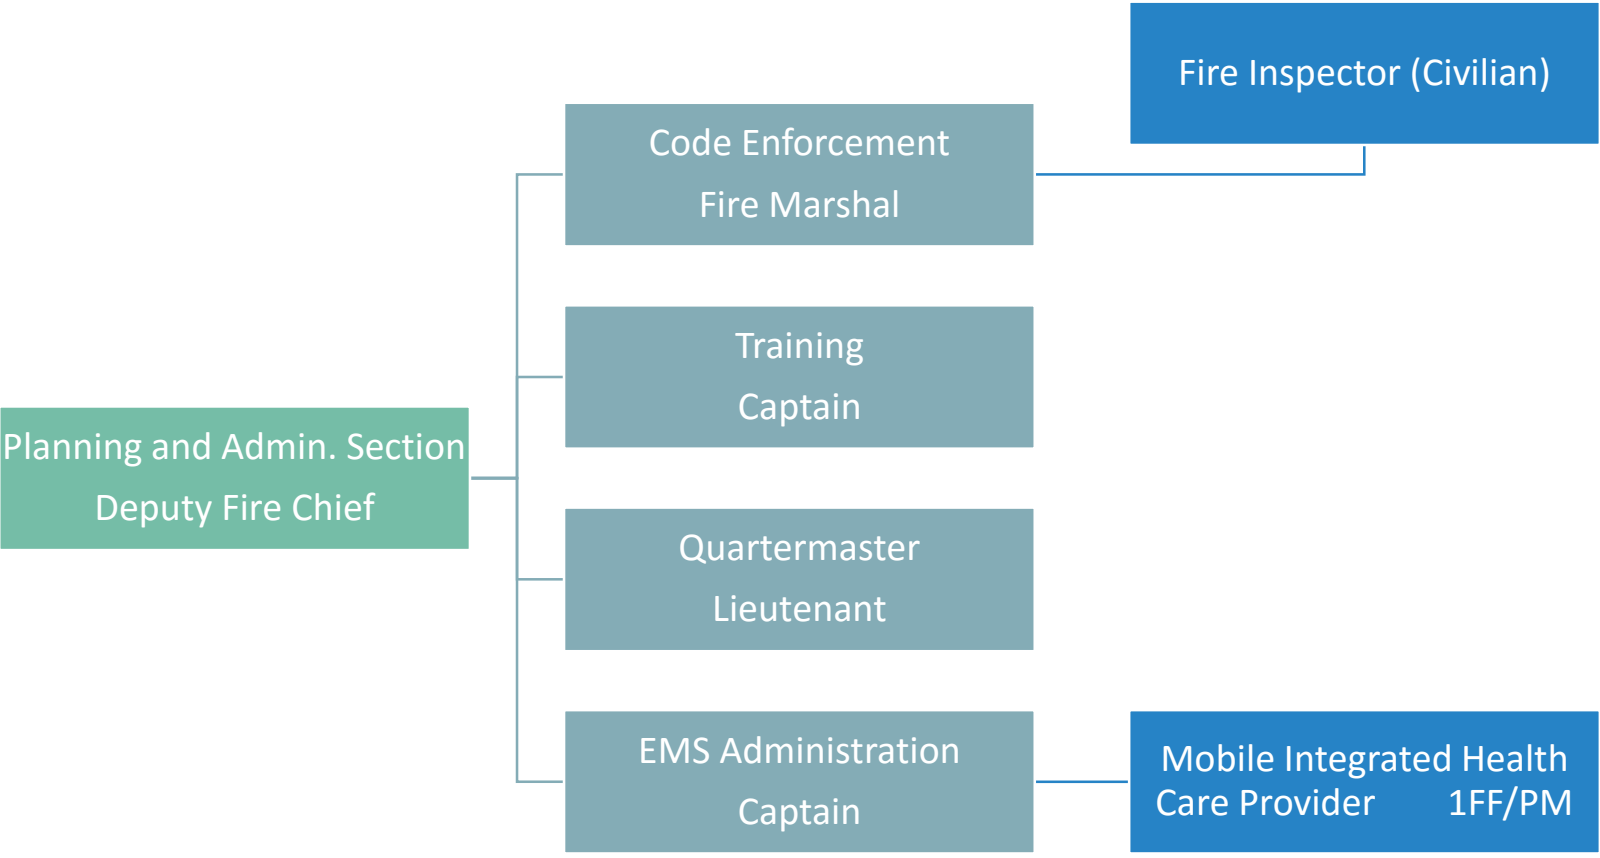 Fire Inspector (Civilian)
Code Enforcement
Fire Marshal
Training
Captain
Planning and Admin. Section
Deputy Fire Chief
Quartermaster
Lieutenant
EMS Administration
Captain
Mobile Integrated Health
Care Provider 1FF/PM